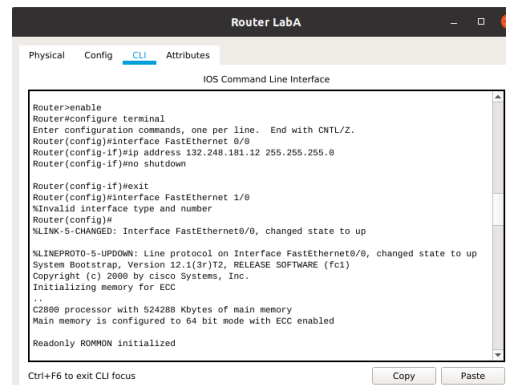 Router LabA
Physical Config CLI Attributes
IOS Command Line Interface
Router>enable
Router#configure terminal
Enter configuration commands, one per line.  End with CNTL/Z.
Router(config)#interface FastEthernet 0/0
Router(config-if)#ip address 132.248.181.12 255.255.255.0
Router(config-if)#no shutdown
Router(config-if)#exit
Router(config)#interface FastEthernet 1/0
%Invalid interface type and number
Router(config)#
%LINK-5-CHANGED: Interface FastEthernet0/0, changed state to up
%LINEPROTO-5-UPDOWN: Line protocol on Interface FastEthernet0/0, changed state to up
System Bootstrap, Version 12.1(3r)T2, RELEASE SOFTWARE (fc1)
Copyright (c) 2000 by cisco Systems, Inc.
Initializing memory for ECC
..
C2800 processor with 524288 Kbytes of main memory
Main memory is configured to 64 bit mode with ECC enabled
Readonly ROMMON initialized
Ctrl+F6 to exit CLI focus
Copy Paste